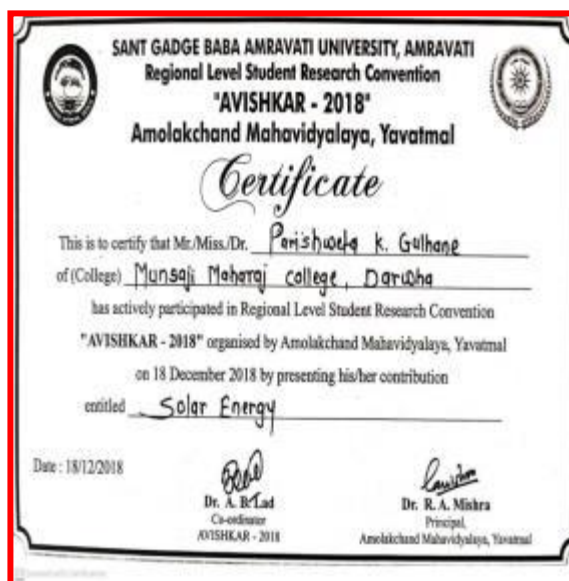 SANT GADGE BABA AMRAVATI UNIVERSITY, AMRAVATI
Regional Level Student Research Convention
"AVISHKAR - 2018"
Amolakchand Mahavidyalaya, Yavatmal
Certificate
This is to certify that Mr./Miss./Dr. Parishweta K. Gulhane
of (College) Munsaji Maharaj college, Darwha
has actively participated in Regional Level Student Research Convention
"AVISHKAR - 2018" organised by Amolakchand Mahavidyalaya, Yavatmal
on 18 December 2018 by presenting his/her contribution
entitled Solar Energy
Date : 18/12/2018
Dr. A. B. Lad
Co-ordinator
AVISHKAR - 2018
Dr. R. A. Mishra
Principal,
Amolakchand Mahavidyalaya, Yavatmal